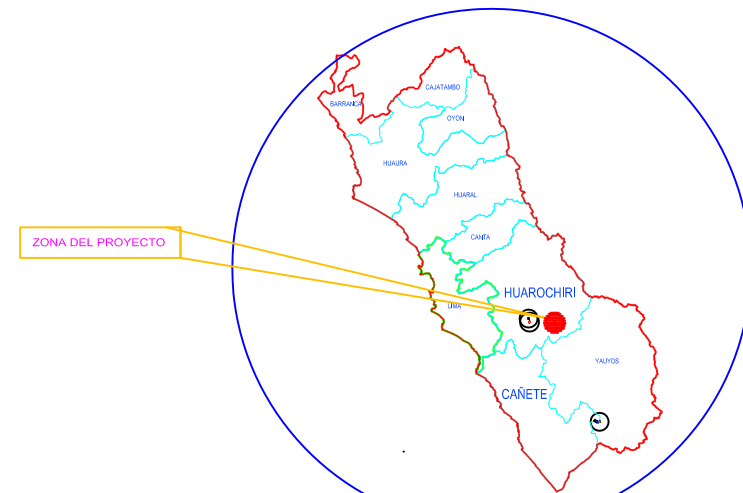 CAJATAMBO
BARRANCA
OYON
HUAURA
HUARAL
CANTA
ZONA DEL PROYECTO
HUAROCHIRI
LIMA
YAUYOS
CAÑETE